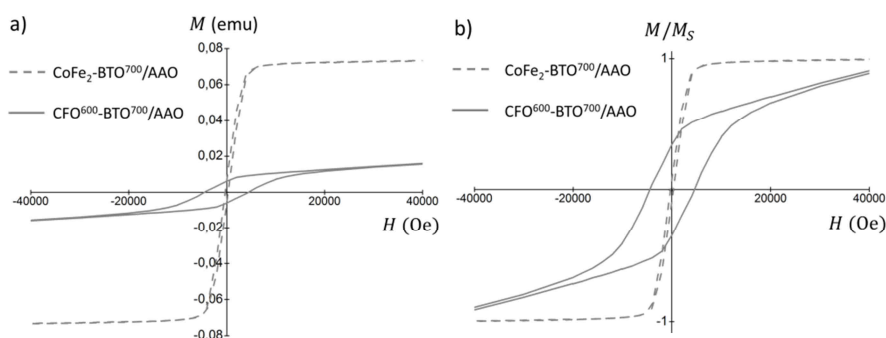 a)
M (emu)
CoFe₂-BTO⁷⁰⁰/AAO
CFO⁶⁰⁰-BTO⁷⁰⁰/AAO
0,08
0,06
0,04
0,02
-0,02
-0.04
-0,06
-0,08
-40000
-20000
20000
40000
H (Oe)
b)
M/M_S
CoFe₂-BTO⁷⁰⁰/AAO
CFO⁶⁰⁰-BTO⁷⁰⁰/AAO
1
-1
-40000
-20000
20000
40000
H (Oe)